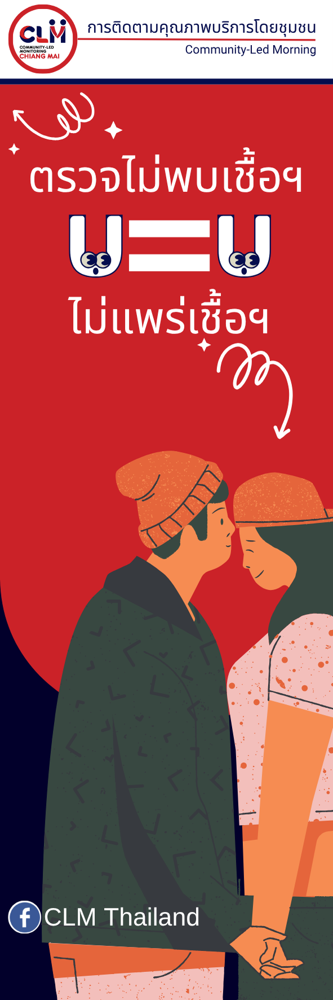 CLM
COMMUNITY-LED
MONITORING
CHIANG MAI
การติดตามคุณภาพบริการโดยชุมชน
Community-Led Morning
ตรวจไม่พบเชื้อฯ
U=U
ไม่แพร่เชื้อฯ
f CLM Thailand